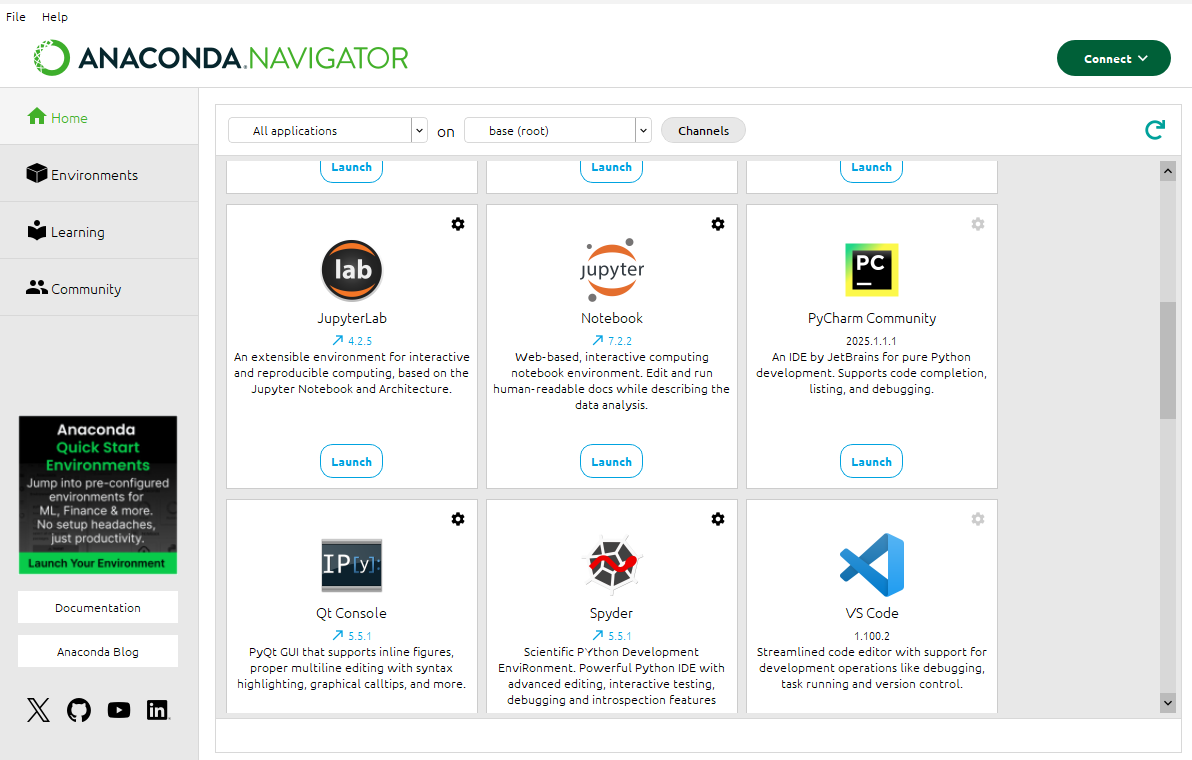 File Help
ANACONDA.NAVIGATOR
Connect
Home
Environments
Learning
Community
Anaconda
Quick Start
Environments
Jump into pre-configured
environments for
ML, Finance & more.
No setup headaches,
just productivity.
Launch Your Environment
Documentation
Anaconda Blog
All applications on base (root) Channels
Launch Launch Launch
lab
JupyterLab
4.2.5
An extensible environment for interactive
and reproducible computing, based on the
Jupyter Notebook and Architecture.
Launch
jupyter
Notebook
7.2.2
Web-based, interactive computing
notebook environment. Edit and run
human-readable docs while describing the
data analysis.
Launch
PC
PyCharm Community
2025.1.1.1
An IDE by JetBrains for pure Python
development. Supports code completion,
listing, and debugging.
Launch
IP[y]:
Qt Console
5.5.1
PyQt GUI that supports inline figures,
proper multiline editing with syntax
highlighting, graphical calltips, and more.
Spyder
5.5.1
Scientific PYthon Development
EnviRonment. Powerful Python IDE with
advanced editing, interactive testing,
debugging and introspection features
VS Code
1.100.2
Streamlined code editor with support for
development operations like debugging,
task running and version control.